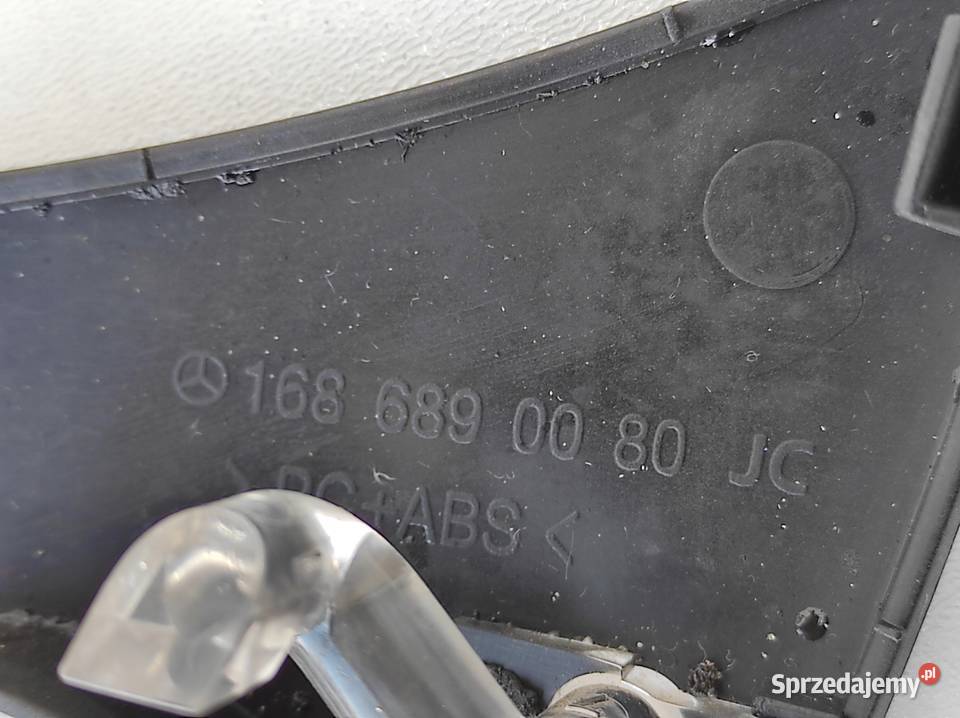 168 689 00 80 JC
>PC+ABS<
Sprzedajemy.pl